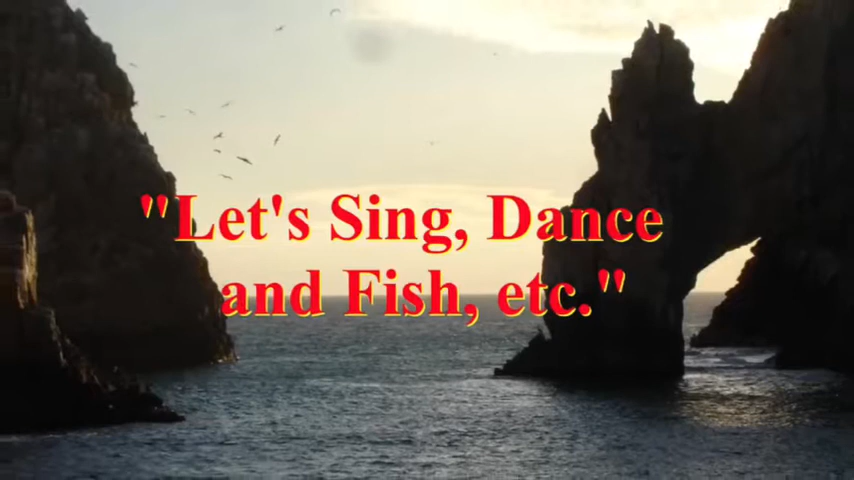 "Let's Sing, Dance
and Fish, etc."